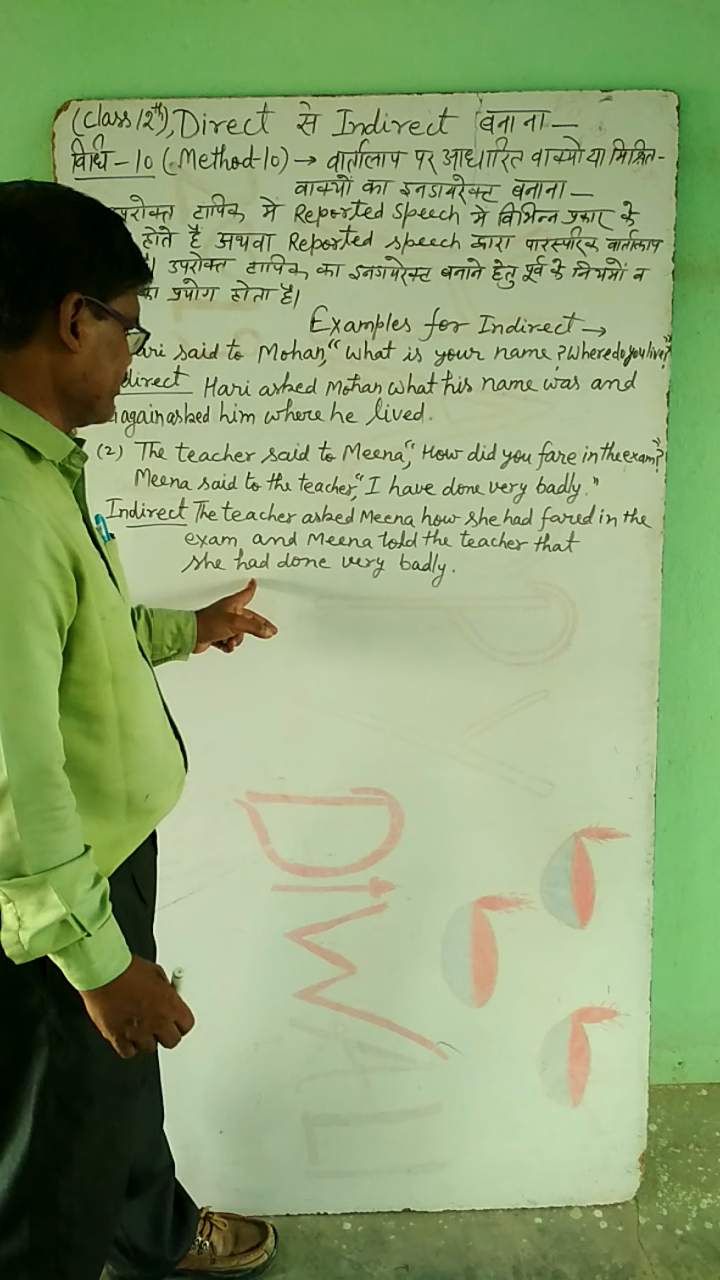 (Class 12th), Direct से Indirect बनाना—
विधि-10 (Method-10) → वार्तालाप पर आधारित वाक्यों या मिश्रित-
वाक्यों का इनडायरेक्ट बनाना—
उपरोक्त टापिक में Reported Speech में विभिन्न प्रकार के
होते है अथवा Reported speech द्वारा पारस्परिक वार्तालाप
है। उपरोक्त टापिक का इनडायरेक्ट बनाने हेतु पूर्व के नियमों व
का प्रयोग होता है।
Examples for Indirect →
Hari said to Mohan, "What is your name? Where do you live?"
direct Hari asked Mohan what his name was and
again asked him where he lived.
(2) The teacher said to Meena, "How did you fare in the exam?"
Meena said to the teacher, "I have done very badly."
Indirect The teacher asked Meena how she had fared in the
exam and Meena told the teacher that
she had done very badly.
PY
DIWALI